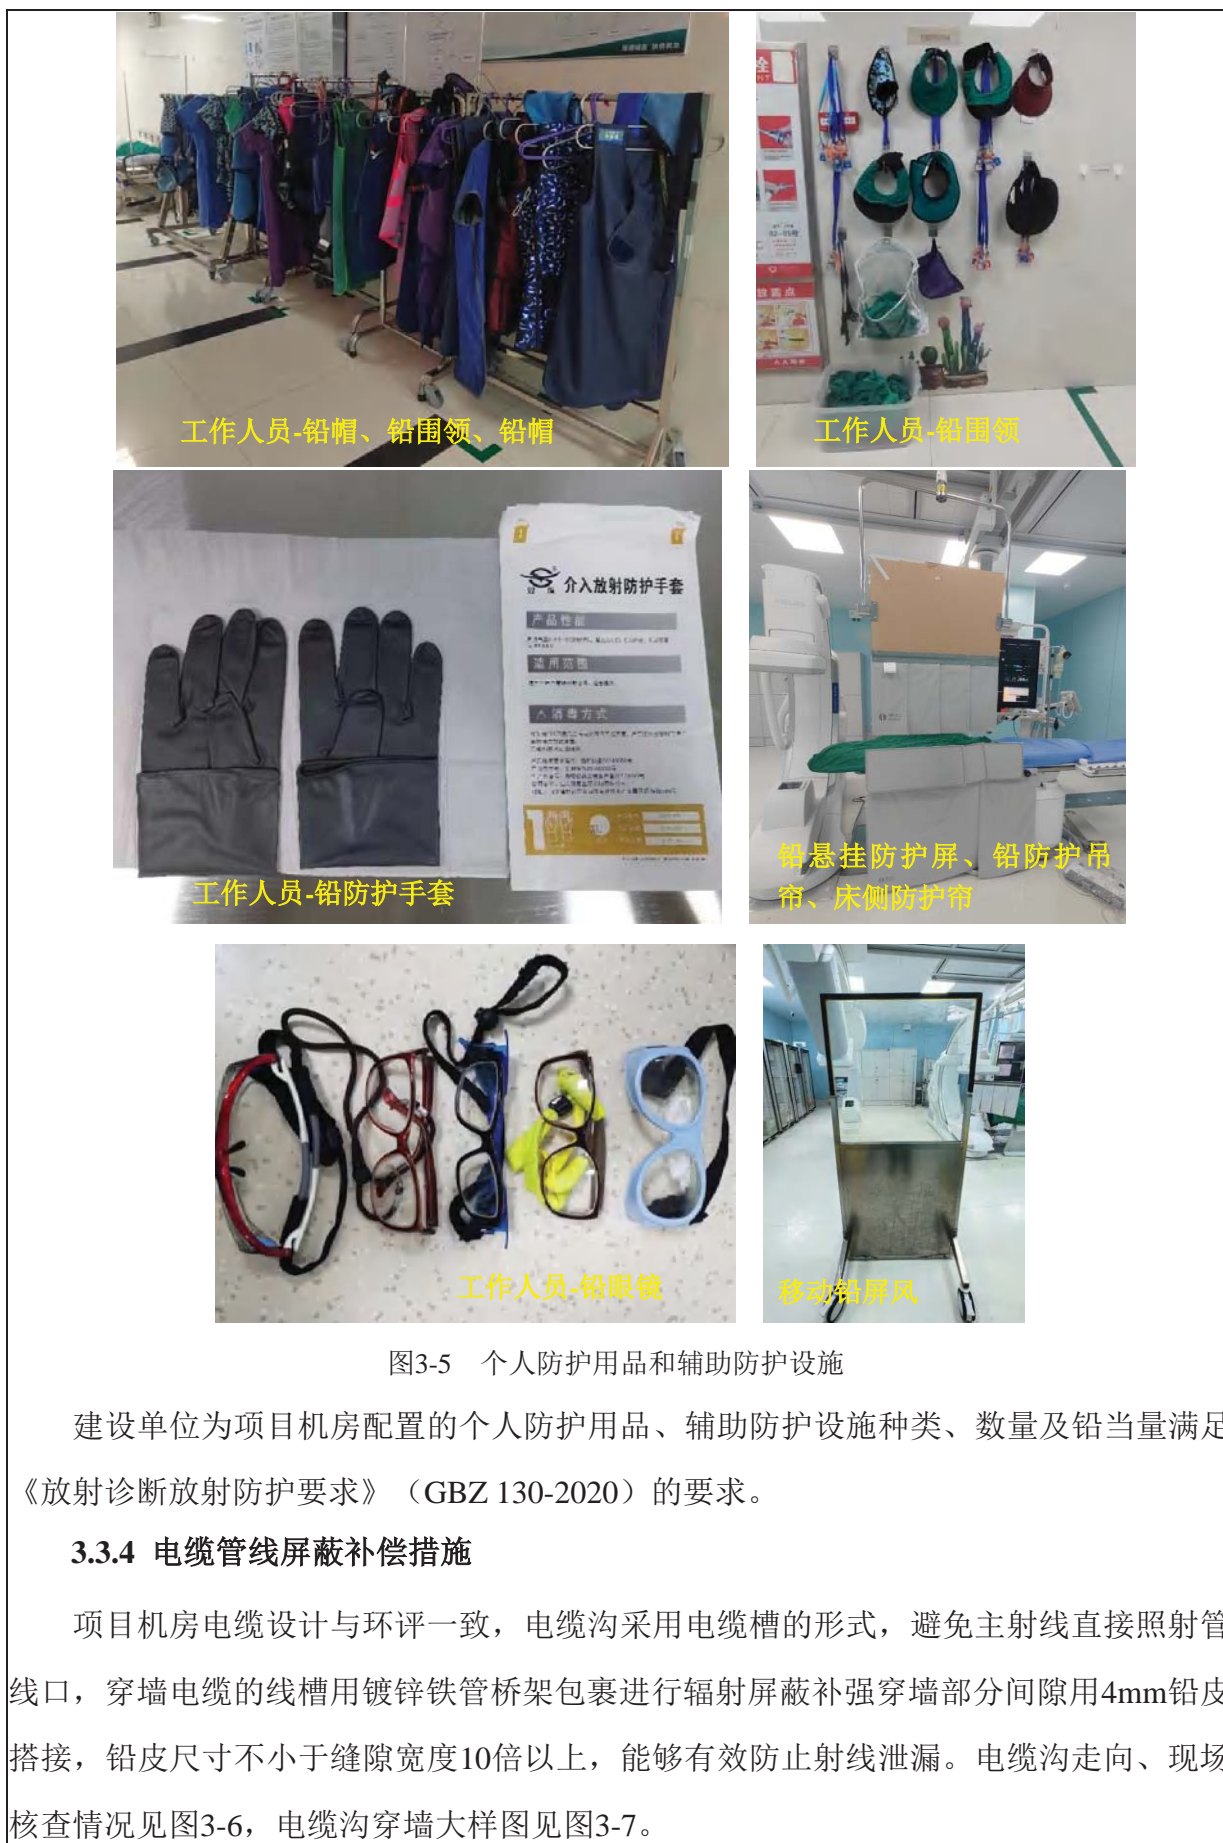 工作人员-铅帽、铅围领、铅帽
工作人员-铅围领
介入放射防护手套
产品性能
适用范围
消毒方式
工作人员-铅防护手套
铅悬挂防护屏、铅防护吊
帘、床侧防护帘
工作人员-铅眼镜
移动铅屏风
图3-5 个人防护用品和辅助防护设施
建设单位为项目机房配置的个人防护用品、辅助防护设施种类、数量及铅当量满足
《放射诊断放射防护要求》（GBZ 130-2020）的要求。
3.3.4 电缆管线屏蔽补偿措施
项目机房电缆设计与环评一致，电缆沟采用电缆槽的形式，避免主射线直接照射管
线口，穿墙电缆的线槽用镀锌铁管桥架包裹进行辐射屏蔽补强穿墙部分间隙用4mm铅皮
搭接，铅皮尺寸不小于缝隙宽度10倍以上，能够有效防止射线泄漏。电缆沟走向、现场
核查情况见图3-6，电缆沟穿墙大样图见图3-7。